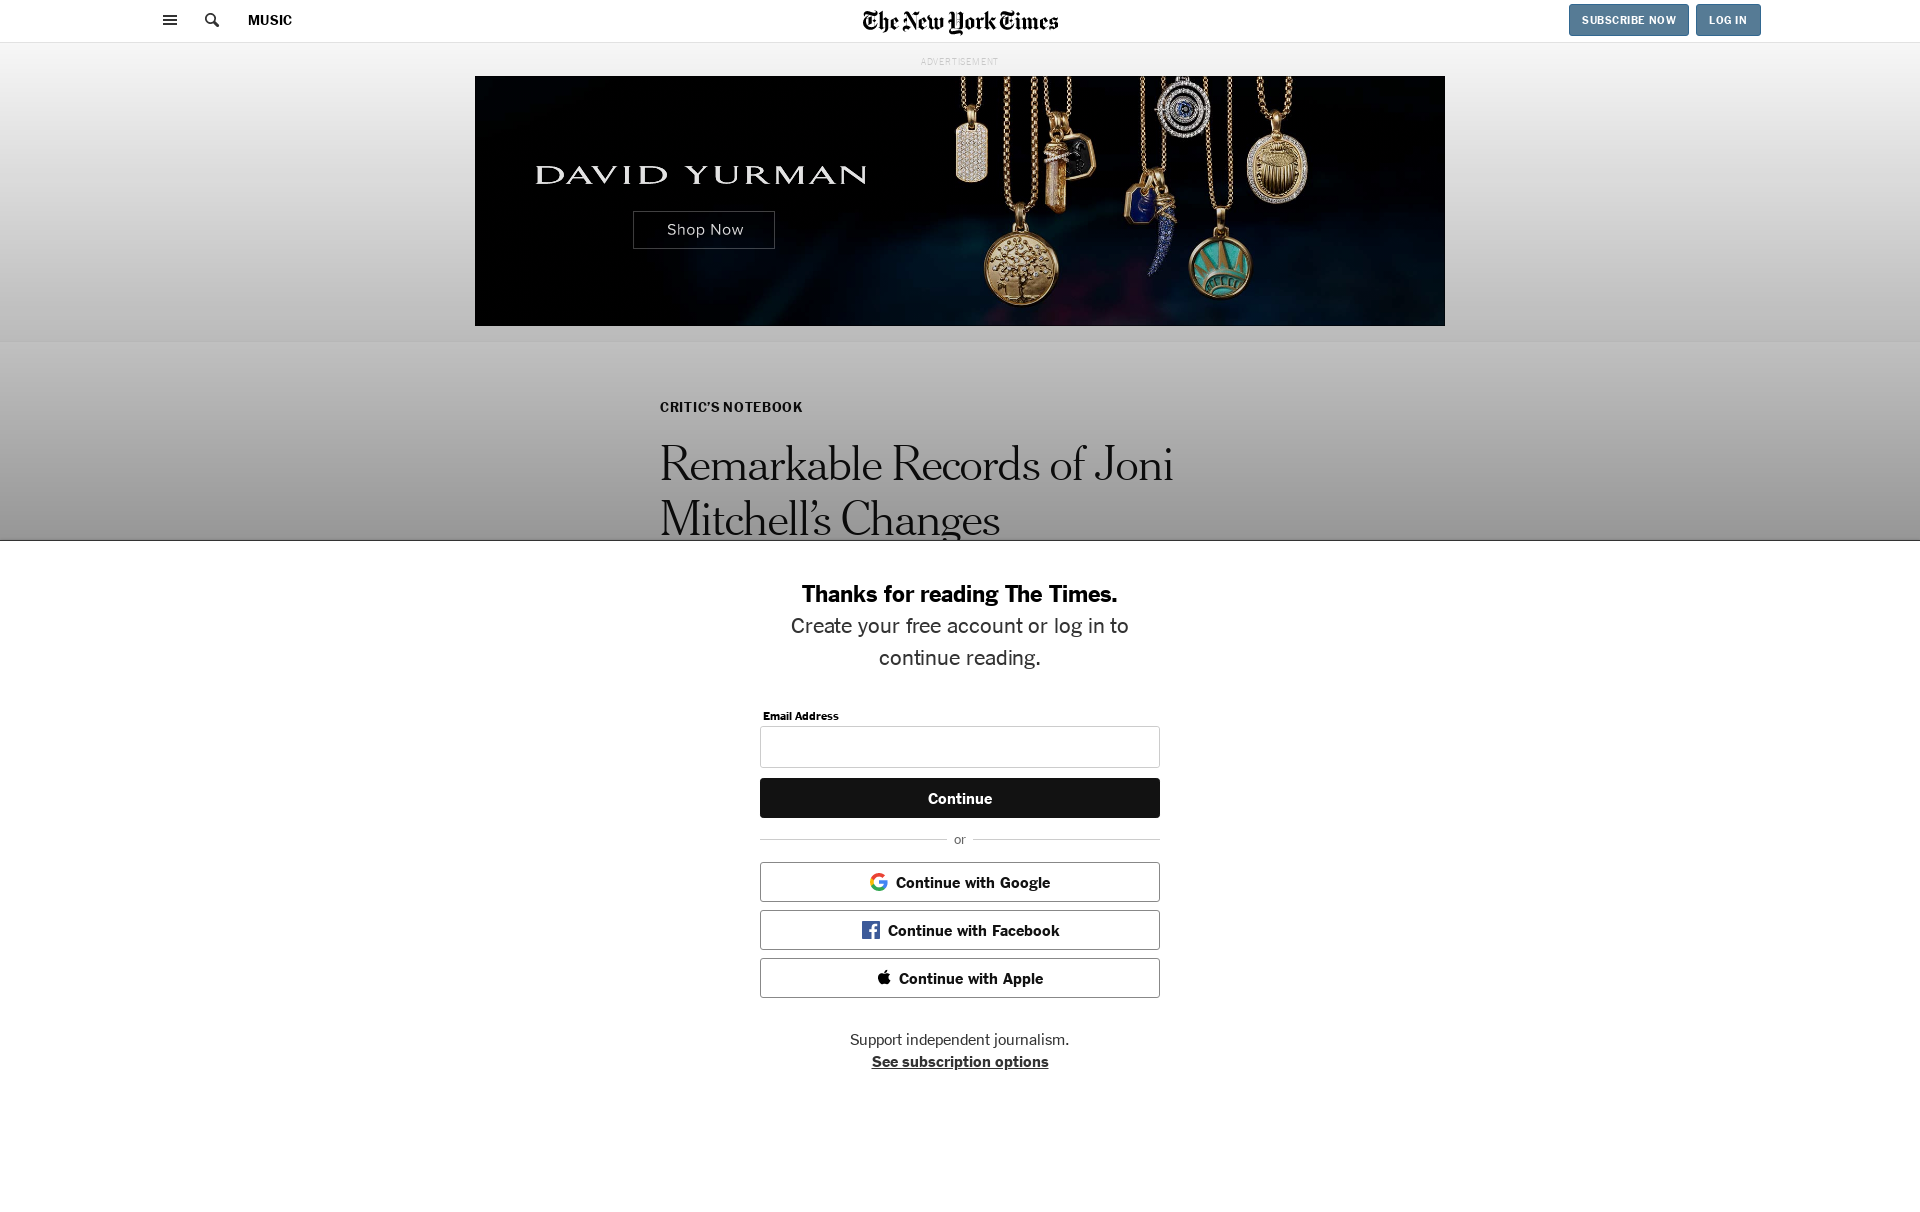 MUSIC
The New York Times
SUBSCRIBE NOW
LOG IN
ADVERTISEMENT
DAVID YURMAN
Shop Now
CRITIC’S NOTEBOOK
Remarkable Records of Joni
Mitchell’s Changes
Thanks for reading The Times.
Create your free account or log in to
continue reading.
Email Address
Continue
or
Continue with Google
Continue with Facebook
Continue with Apple
Support independent journalism.
See subscription options